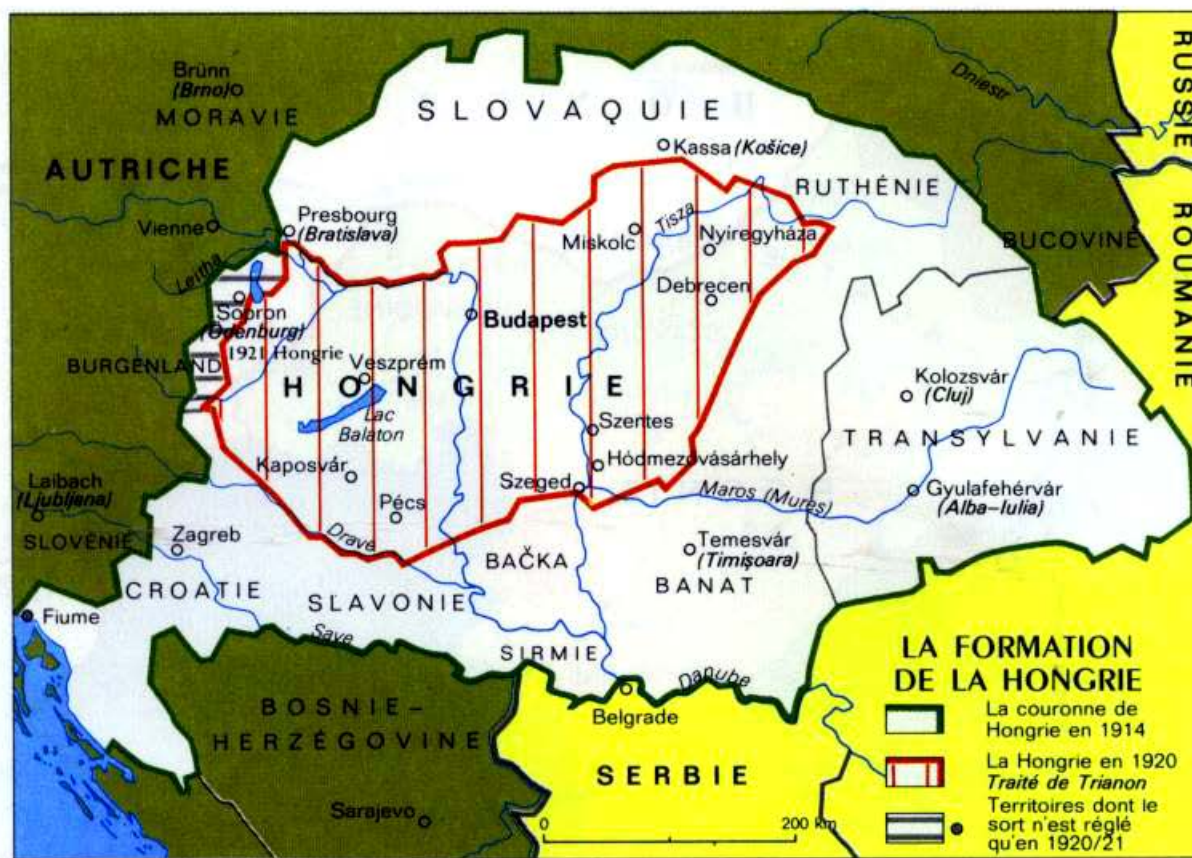 Brünn
(Brno)
MORAVIE
AUTRICHE
Vienne
Leitha
Presbourg
(Bratislava)
SLOVAQUIE
Kassa (Košice)
RUTHÉNIE
Dniestr
RUSSIE
ROUMANIE
BUCOVINE
Miskolc
Tisza
Nyiregyháza
Debrecen
Sopron
(Ödenburg)
1921 Hongrie
BURGENLAND
Budapest
Veszprém
HONGRIE
Lac
Balaton
Kaposvár
Pécs
Szentes
Hódmezovásárhely
Szeged
Maros (Mureș)
Kolozsvár
(Cluj)
TRANSYLVANIE
Gyulafehérvár
(Alba-Iulia)
Laibach
(Ljubljana)
SLOVÉNIE
Zagreb
Drave
CROATIE
SLAVONIE
BAČKA
Temesvár
(Timișoara)
BANAT
Fiume
Save
SIRMIE
Danube
Belgrade
BOSNIE-
HERZÉGOVINE
SERBIE
Sarajevo
0
200 km
LA FORMATION
DE LA HONGRIE
La couronne de
Hongrie en 1914
La Hongrie en 1920
Traité de Trianon
Territoires dont le
sort n'est réglé
qu'en 1920/21